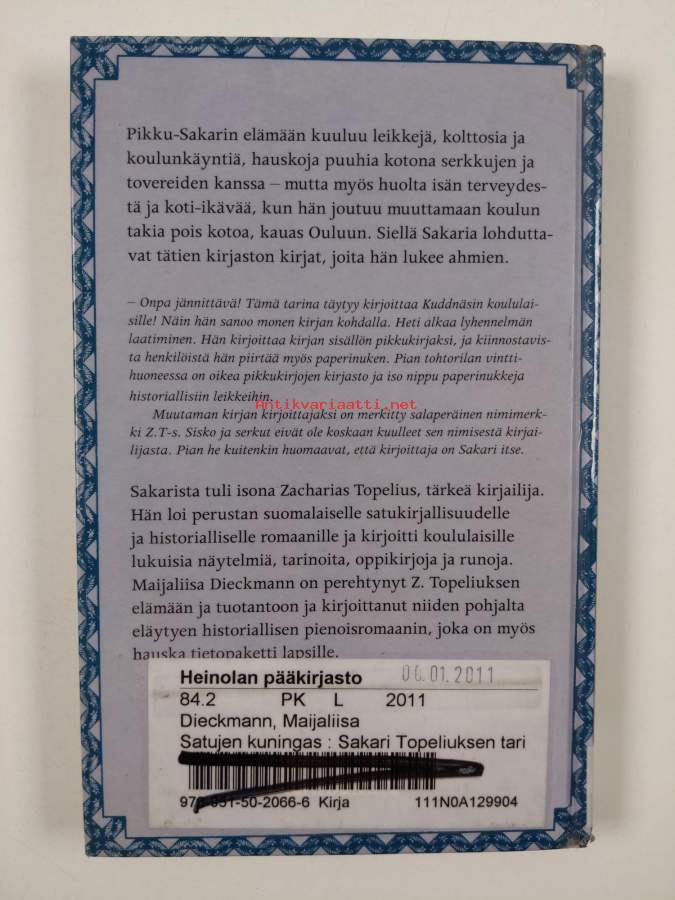 Pikku-Sakarin elämään kuuluu leikkejä, kolttosia ja
koulunkäyntiä, hauskoja puuhia kotona serkkujen ja
tovereiden kanssa – mutta myös huolta isän terveydes-
tä ja koti-ikävää, kun hän joutuu muuttamaan koulun
takia pois kotoa, kauas Ouluun. Siellä Sakaria lohdutta-
vat tätien kirjaston kirjat, joita hän lukee ahmien.
– Onpa jännittävä! Tämä tarina täytyy kirjoittaa Kuddnäsin koululai-
sille! Näin hän sanoo monen kirjan kohdalla. Heti alkaa lyhennelmän
laatiminen. Hän kirjoittaa kirjan sisällön pikkukirjaksi, ja kiinnostavis-
ta henkilöistä hän piirtää myös paperinuken. Pian tohtorilan vintti-
huoneessa on oikea pikkukirjojen kirjasto ja iso nippu paperinukkeja
historiallisiin leikkeihin.
Antikvariaatti.net
Muutaman kirjan kirjoittajaksi on merkitty salaperäinen nimimerk-
ki Z.T-s. Sisko ja serkut eivät ole koskaan kuulleet sen nimisestä kirjai-
lijasta. Pian he kuitenkin huomaavat, että kirjoittaja on Sakari itse.
Sakarista tuli isona Zacharias Topelius, tärkeä kirjailija.
Hän loi perustan suomalaiselle satukirjallisuudelle
ja historialliselle romaanille ja kirjoitti koululaisille
lukuisia näytelmiä, tarinoita, oppikirjoja ja runoja.
Maijaliisa Dieckmann on perehtynyt Z. Topeliuksen
elämään ja tuotantoon ja kirjoittanut niiden pohjalta
eläytyen historiallisen pienoisromaanin, joka on myös
hauska tietopaketti lapsille.
Heinolan pääkirjasto 04.01.2011
84.2 PK L 2011
Dieckmann, Maijaliisa
Satujen kuningas : Sakari Topeliuksen tari
978-951-50-2066-6 Kirja 111N0A129904